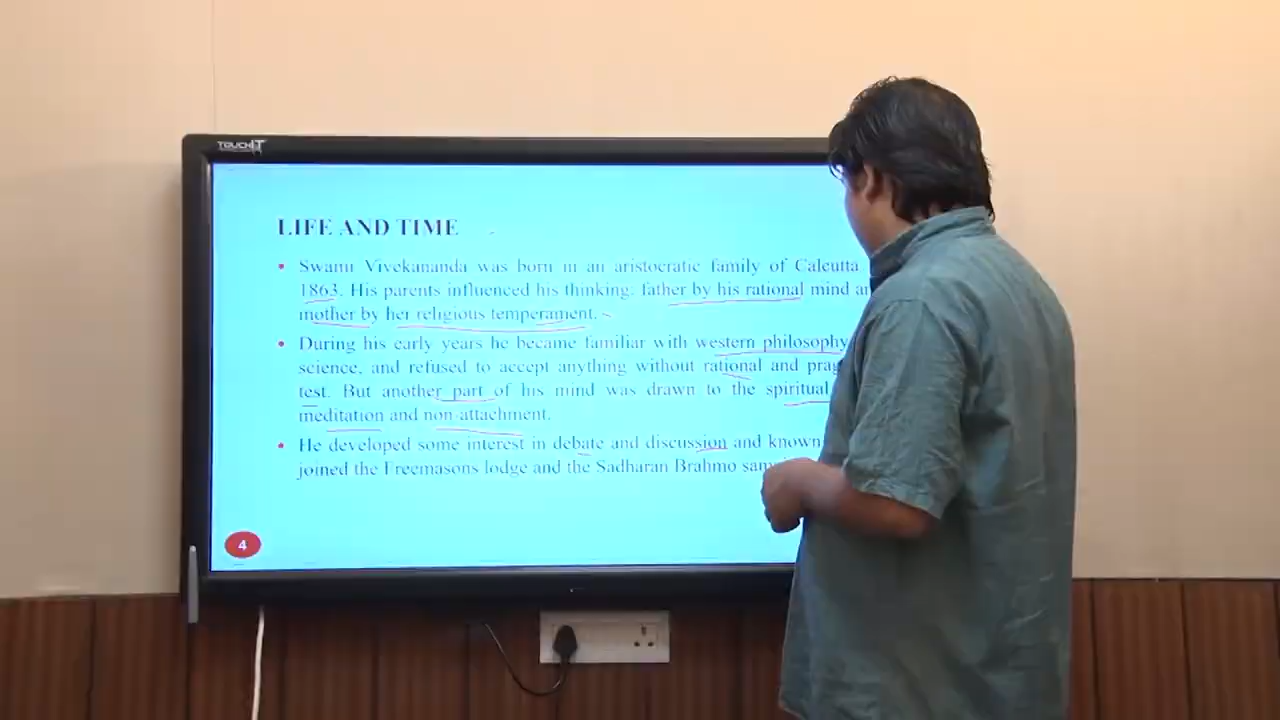 TOUCHIT
LIFE AND TIME
• Swami Vivekananda was born in an aristocratic family of Calcutta
1863. His parents influenced his thinking: father by his rational mind
mother by her religious temperament.
• During his early years he became familiar with western philosophy
science, and refused to accept anything without rational and
test. But another part of his mind was drawn to the spiritual
meditation and non-attachment.
• He developed some interest in debate and discussion and known
joined the Freemasons lodge and the Sadharan Brahmo
4